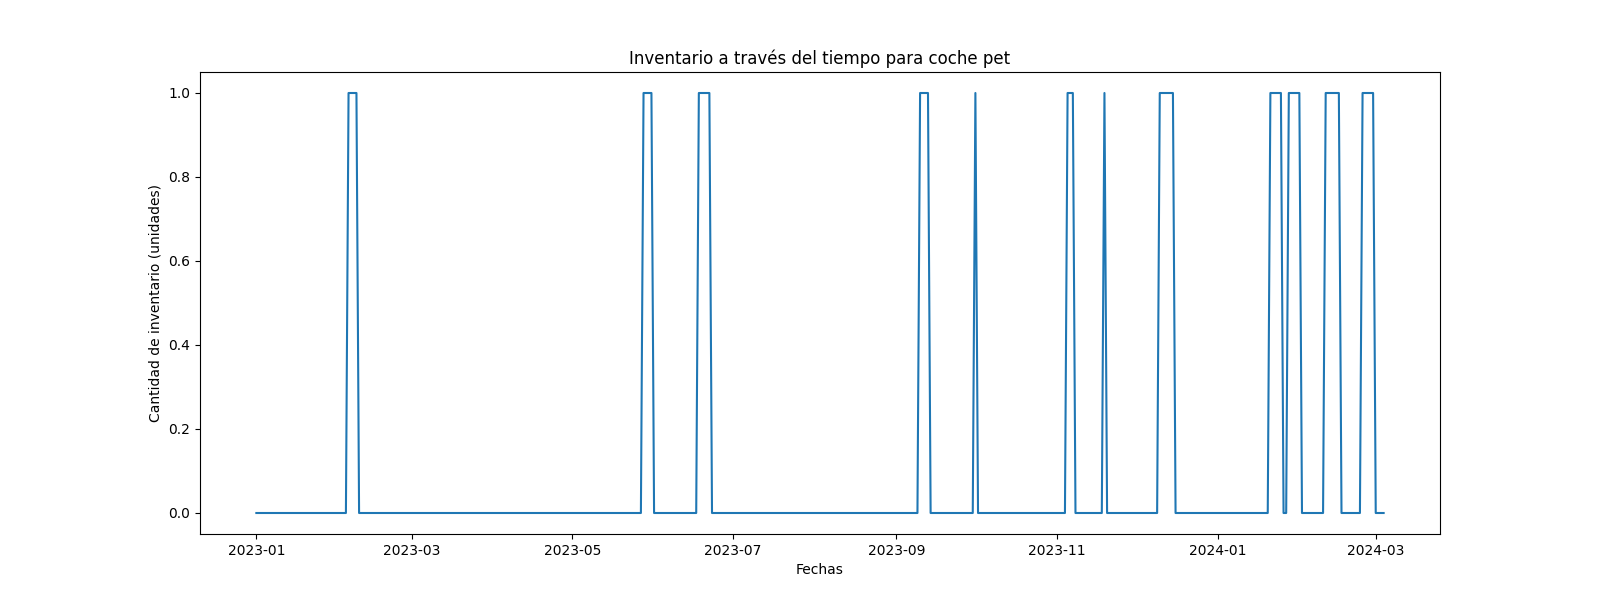 Inventario a través del tiempo para coche pet
Cantidad de inventario (unidades)
1.0
0.8
0.6
0.4
0.2
0.0
2023-01 2023-03 2023-05 2023-07 2023-09 2023-11 2024-01 2024-03
Fechas